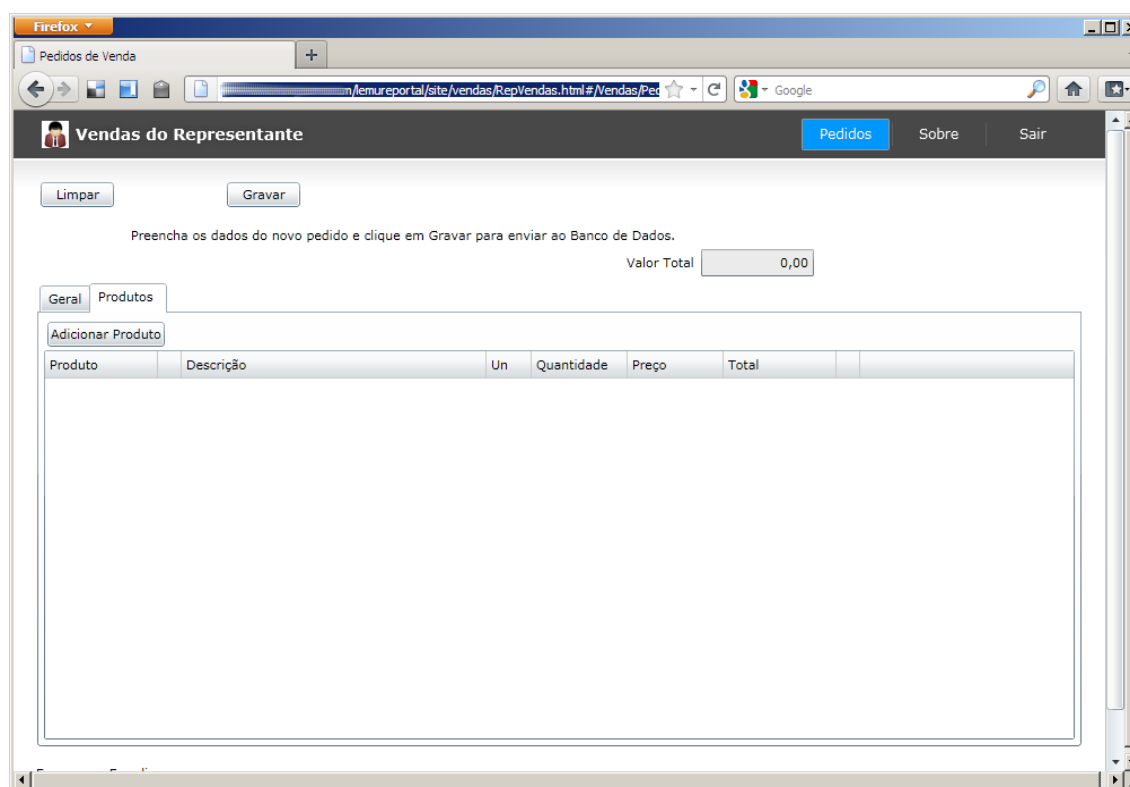 Firefox
Pedidos de Venda
n/lemureportal/site/vendas/RepVendas.html#/Vendas/Pec
Google
Vendas do Representante
Pedidos Sobre Sair
Limpar Gravar
Preencha os dados do novo pedido e clique em Gravar para enviar ao Banco de Dados.
Valor Total 0,00
Geral Produtos
Adicionar Produto
Produto Descrição Un Quantidade Preço Total